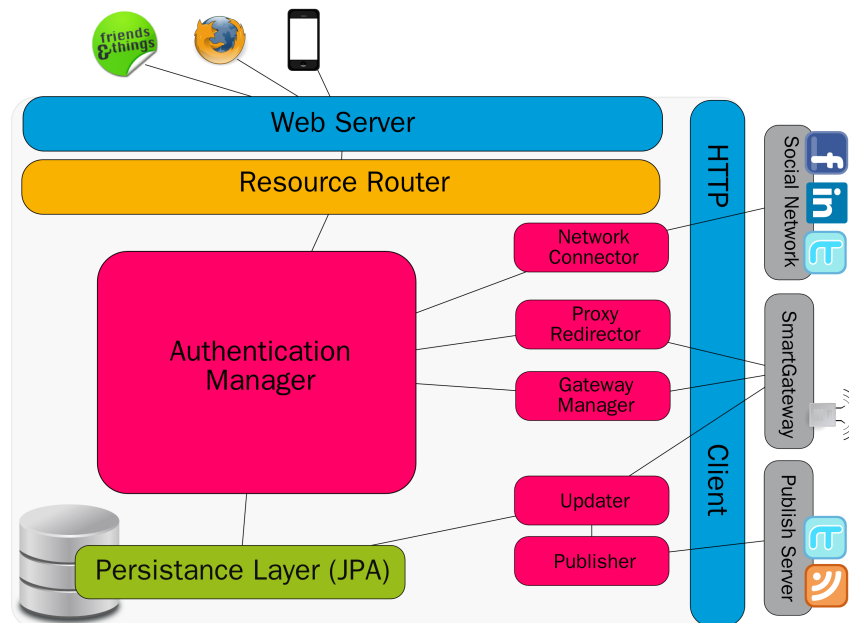 friends
&things
Web Server
Resource Router
HTTP
Client
Network
Connector
Proxy
Redirector
Authentication
Manager
Gateway
Manager
Updater
Publisher
Persistance Layer (JPA)
Social Network
f
in
t
SmartGateway
Publish Server
t